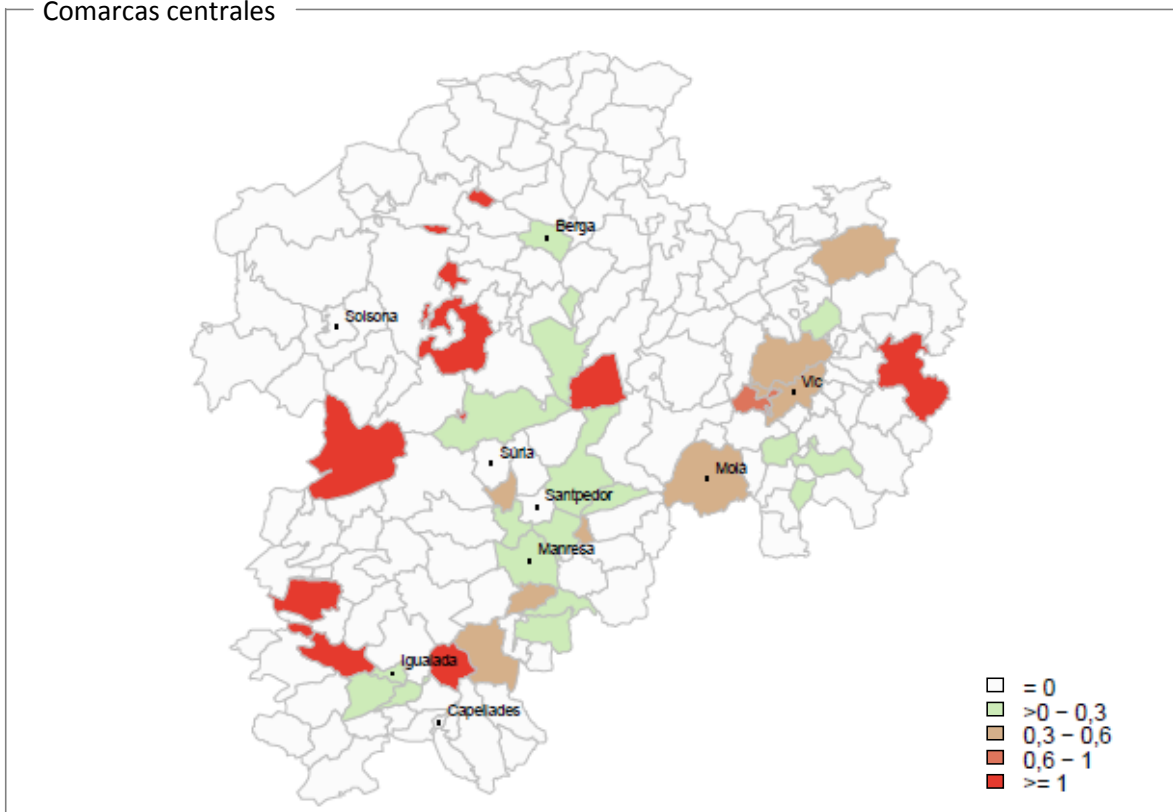 Comarcas centrales
Berga
Solsona
Vic
Súria
Moià
Santpedor
Manresa
Igualada
Capellades
= 0
>0 – 0,3
0,3 – 0,6
0,6 – 1
>= 1